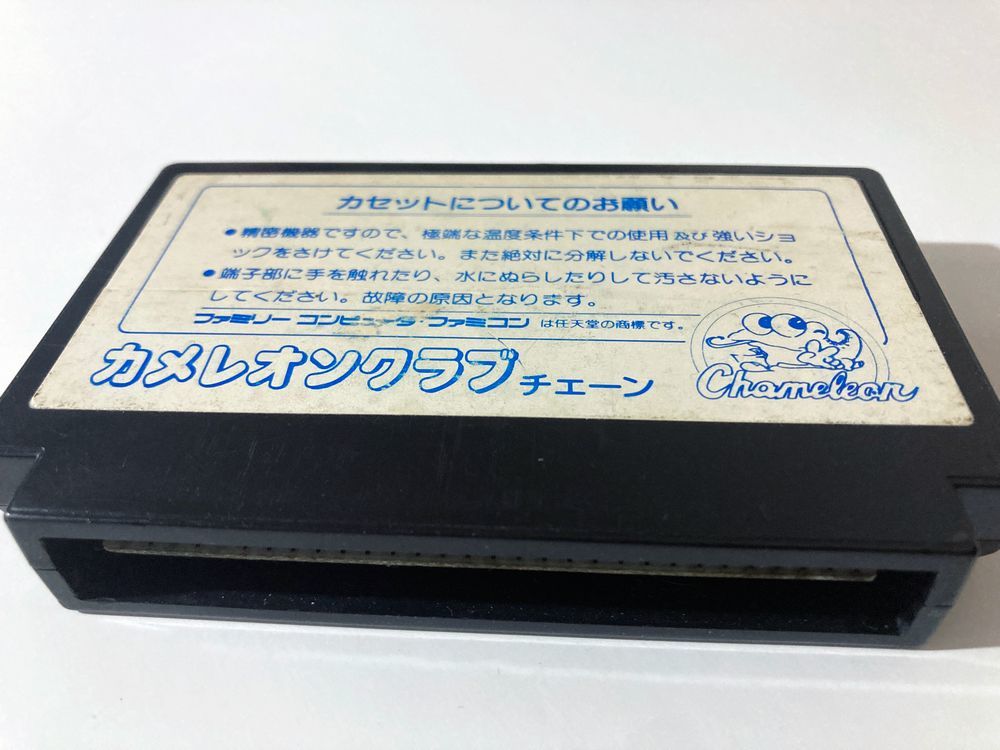 カセットについてのお願い
●精密機器ですので、極端な温度条件下での使用及び強いショ
ックをさけてください。また絶対に分解しないでください。
●端子部に手を触れたり、水にぬらしたりして汚さないように
してください。故障の原因となります。
ファミリーコンピュータ・ファミコン は任天堂の商標です。
カメレオンクラブチェーン
Chameleon